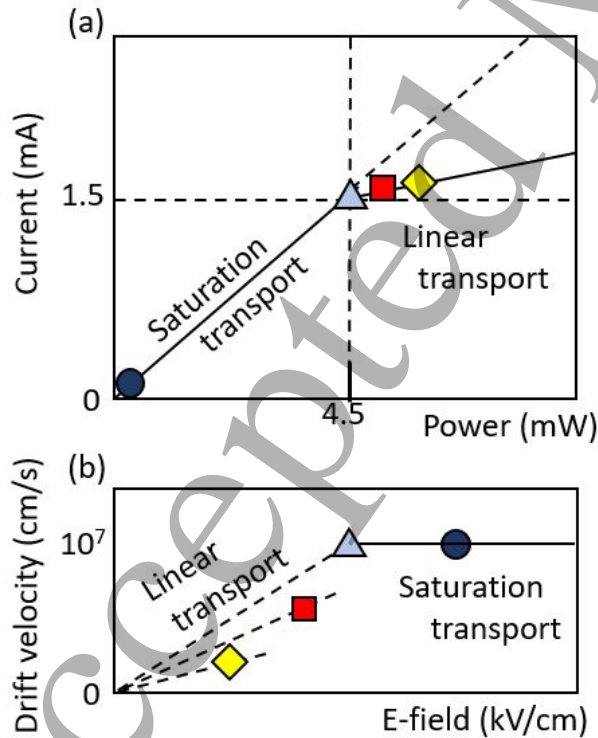 (a)
Current (mA)
1.5
0
Saturation
transport
Linear
transport
4.5
Power (mW)
(b)
Drift velocity (cm/s)
10⁷
0
Linear
transport
Saturation
transport
E-field (kV/cm)
ccepted M